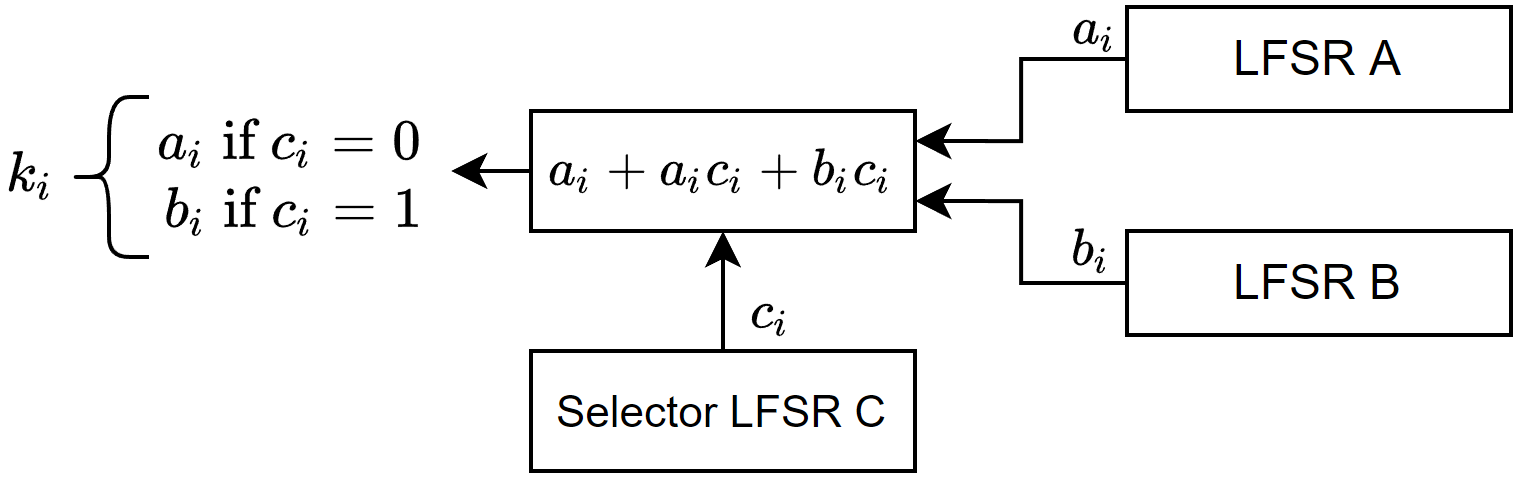 a_i
LFSR A
k_i { a_i if c_i = 0
b_i if c_i = 1
a_i + a_i c_i + b_i c_i
b_i
LFSR B
c_i
Selector LFSR C